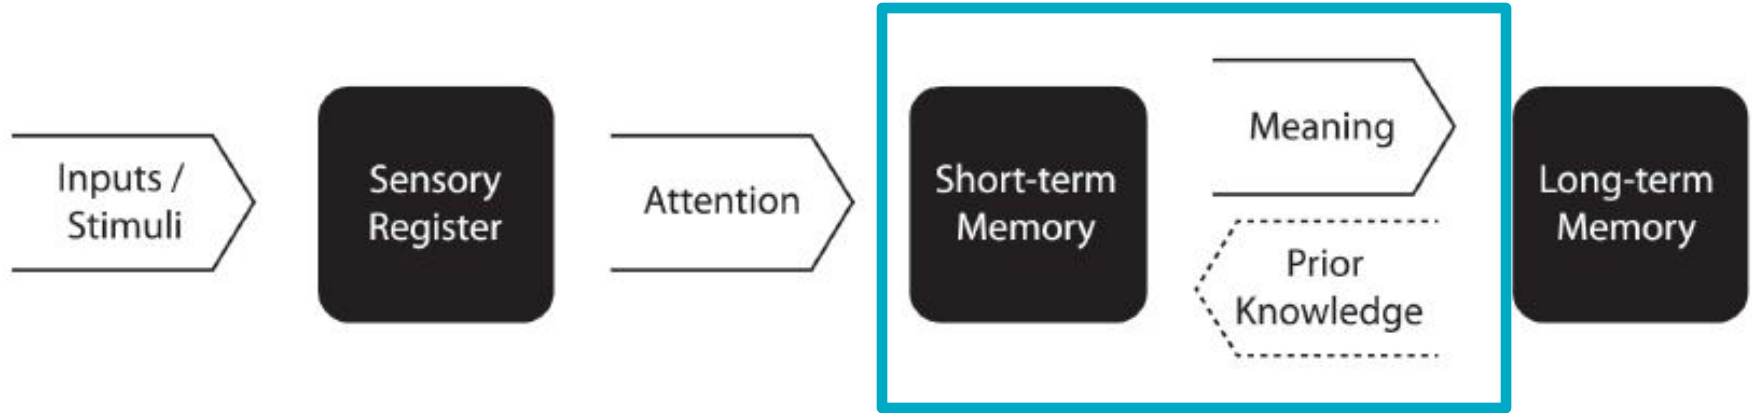 Inputs /
Stimuli
Sensory
Register
Attention
Short-term
Memory
Meaning
Prior
Knowledge
Long-term
Memory